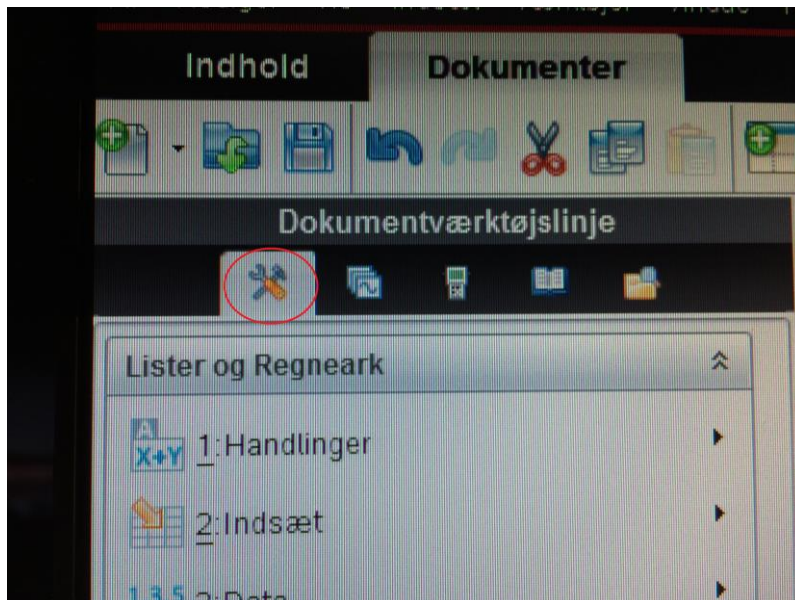 Indhold
Dokumenter
Dokumentværktøjslinje
Lister og Regneark
A
X+Y
1:Handlinger
2:Indsæt